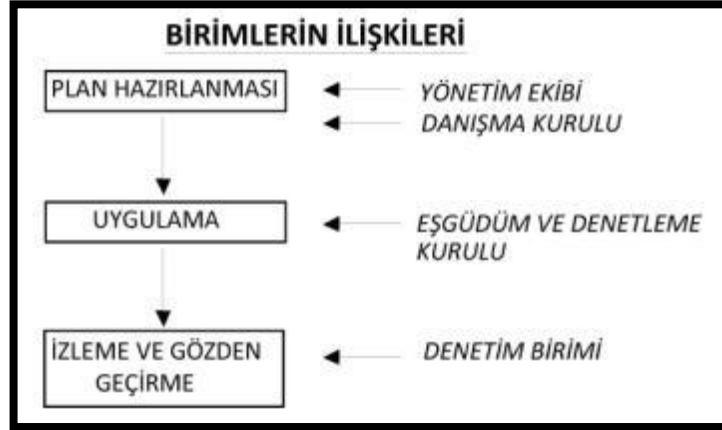 BİRİMLERİN İLİŞKİLERİ
PLAN HAZIRLANMASI
YÖNETİM EKİBİ
DANIŞMA KURULU
UYGULAMA
EŞGÜDÜM VE DENETLEME
KURULU
İZLEME VE GÖZDEN
GEÇİRME
DENETİM BİRİMİ